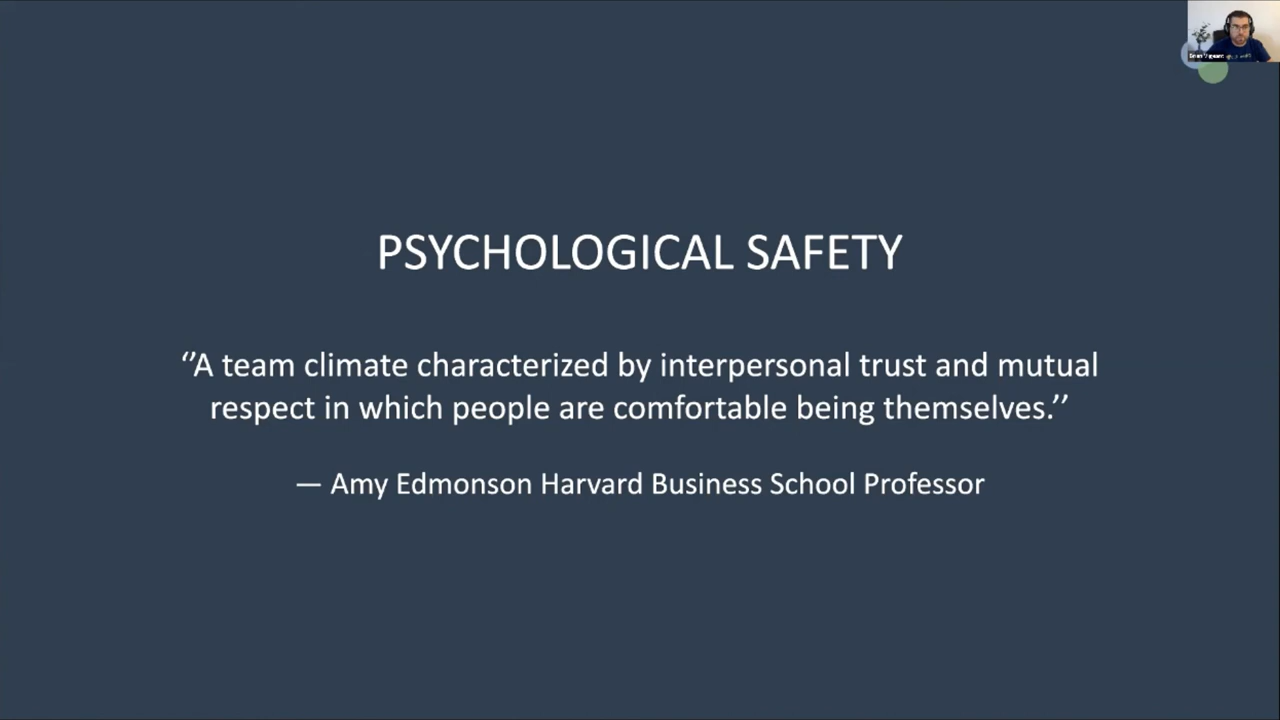 PSYCHOLOGICAL SAFETY
‘’A team climate characterized by interpersonal trust and mutual
respect in which people are comfortable being themselves.’’
— Amy Edmonson Harvard Business School Professor